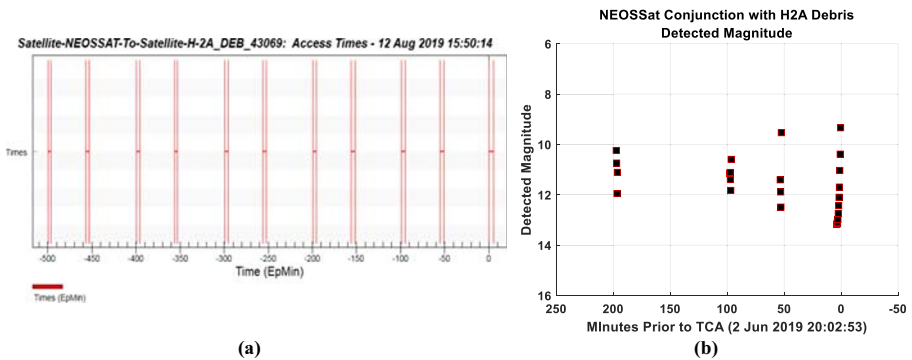 Satellite-NEOSSAT-To-Satellite-H-2A_DEB_43069: Access Times - 12 Aug 2019 15:50:14
Times
-500 -450 -400 -350 -300 -250 -200 -150 -100 -50 0
Time (EpMin)
Times (EpMin)
(a)
NEOSSat Conjunction with H2A Debris
Detected Magnitude
Detected Magnitude
6
8
10
12
14
16
250 200 150 100 50 0 -50
MInutes Prior to TCA (2 Jun 2019 20:02:53)
(b)